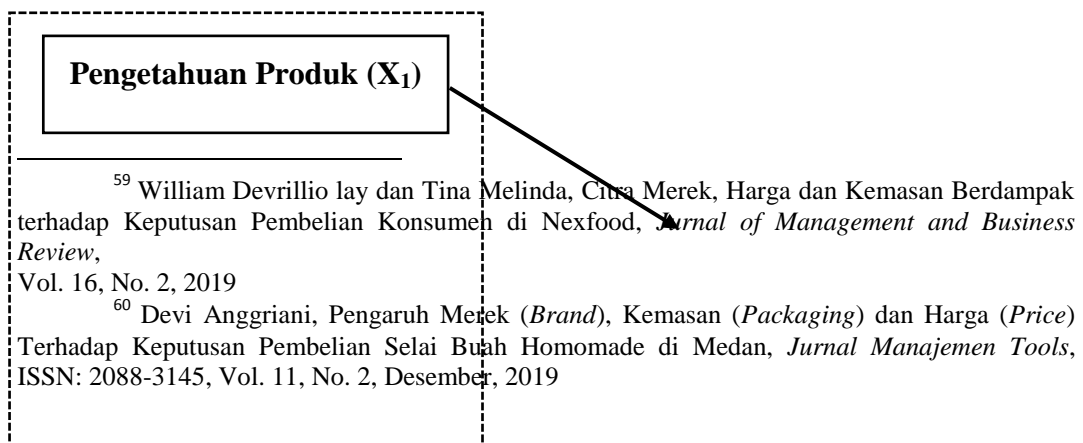 Pengetahuan Produk (X1)
59 William Devrillio lay dan Tina Melinda, Citra Merek, Harga dan Kemasan Berdampak
terhadap Keputusan Pembelian Konsumen di Nexfood, Jurnal of Management and Business
Review,
Vol. 16, No. 2, 2019
60 Devi Anggriani, Pengaruh Merek (Brand), Kemasan (Packaging) dan Harga (Price)
Terhadap Keputusan Pembelian Selai Buah Homomade di Medan, Jurnal Manajemen Tools,
ISSN: 2088-3145, Vol. 11, No. 2, Desember, 2019